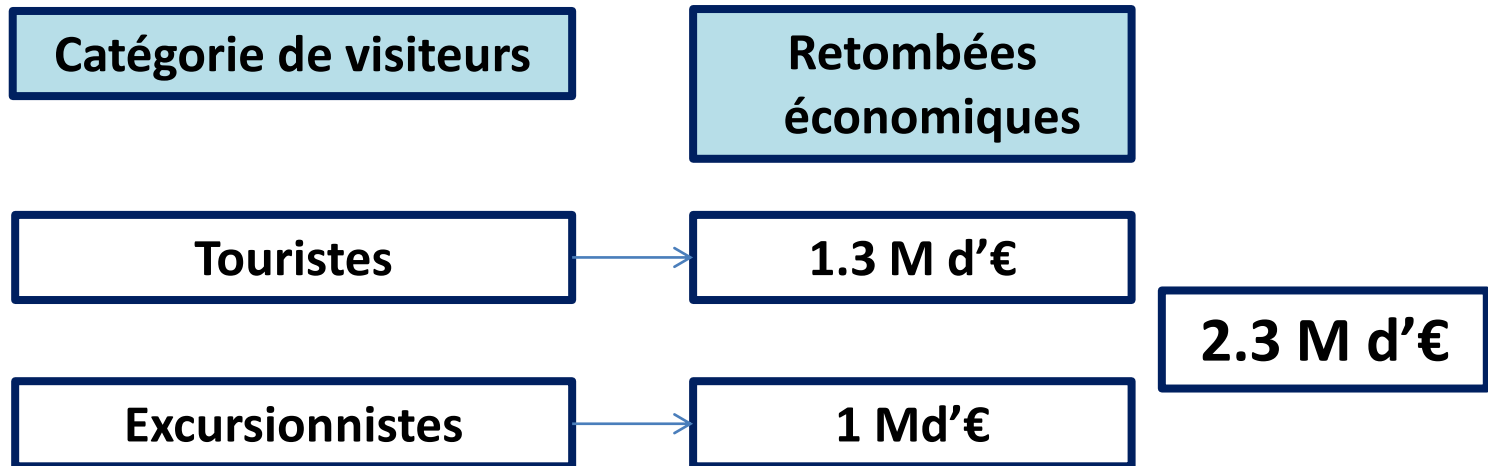 Catégorie de visiteurs
Retombées
économiques
Touristes
1.3 M d’€
2.3 M d’€
Excursionnistes
1 Md’€